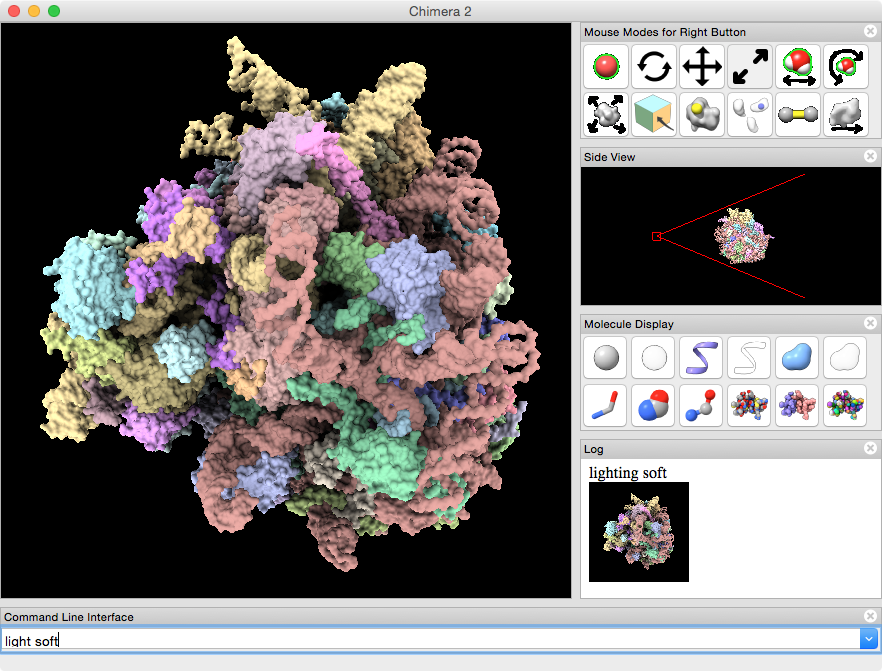 Chimera 2
Mouse Modes for Right Button
Side View
Molecule Display
Log
lighting soft
Command Line Interface
light soft